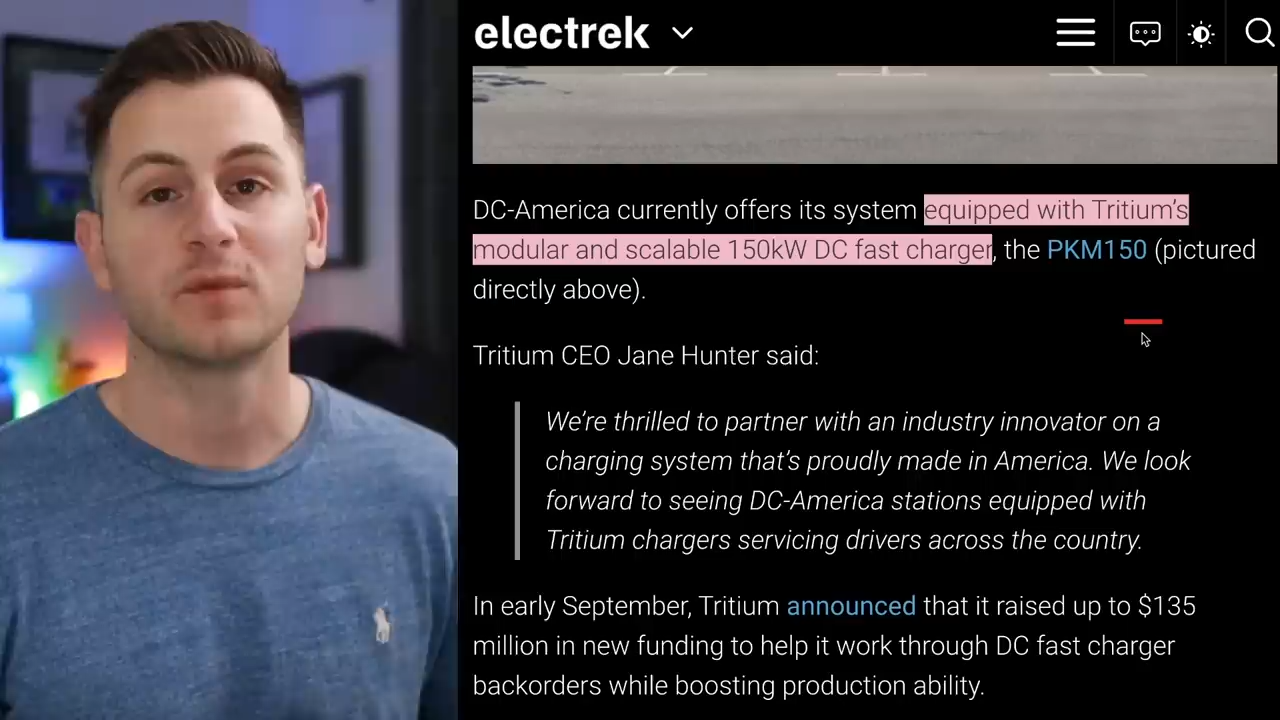 electrek
DC-America currently offers its system equipped with Tritium's
modular and scalable 150kW DC fast charger, the PKM150 (pictured
directly above).
Tritium CEO Jane Hunter said:
We're thrilled to partner with an industry innovator on a
charging system that's proudly made in America. We look
forward to seeing DC-America stations equipped with
Tritium chargers servicing drivers across the country.
In early September, Tritium announced that it raised up to $135
million in new funding to help it work through DC fast charger
backorders while boosting production ability.